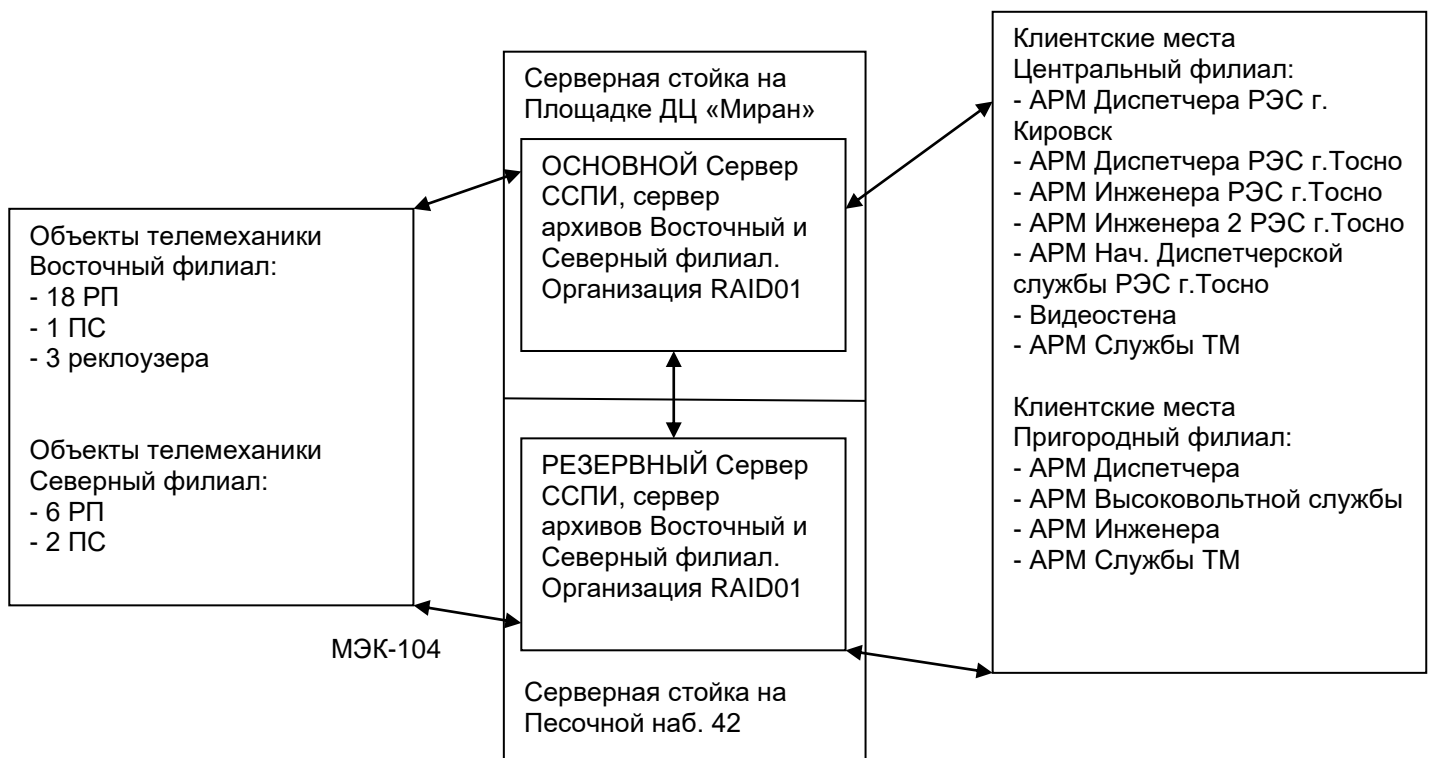 Объекты телемеханики
Восточный филиал:
- 18 РП
- 1 ПС
- 3 реклоузера
Объекты телемеханики
Северный филиал:
- 6 РП
- 2 ПС
МЭК-104
Серверная стойка на
Площадке ДЦ «Миран»
ОСНОВНОЙ Сервер
ССПИ, сервер
архивов Восточный и
Северный филиал.
Организация RAID01
РЕЗЕРВНЫЙ Сервер
ССПИ, сервер
архивов Восточный и
Северный филиал.
Организация RAID01
Серверная стойка на
Песочной наб. 42
Клиентские места
Центральный филиал:
- АРМ Диспетчера РЭС г.
Кировск
- АРМ Диспетчера РЭС г.Тосно
- АРМ Инженера РЭС г.Тосно
- АРМ Инженера 2 РЭС г.Тосно
- АРМ Нач. Диспетчерской
службы РЭС г.Тосно
- Видеостена
- АРМ Службы ТМ
Клиентские места
Пригородный филиал:
- АРМ Диспетчера
- АРМ Высоковольтной службы
- АРМ Инженера
- АРМ Службы ТМ